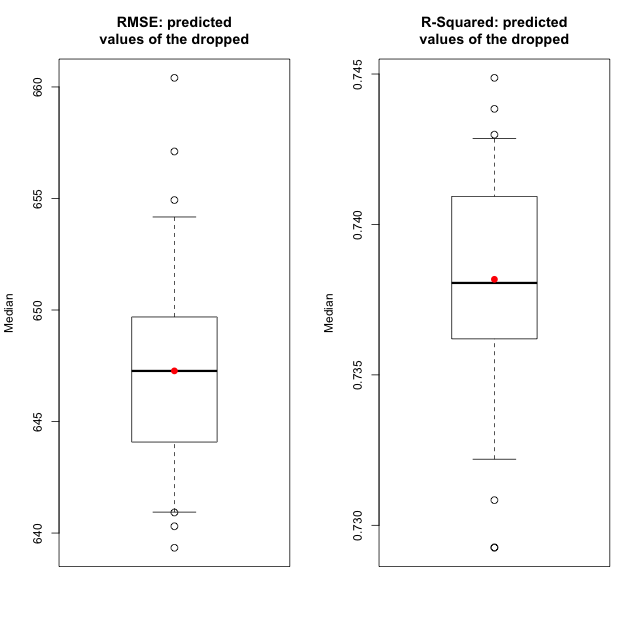 RMSE: predicted
values of the dropped
Median
660
655
650
645
640
R-Squared: predicted
values of the dropped
Median
0.745
0.740
0.735
0.730